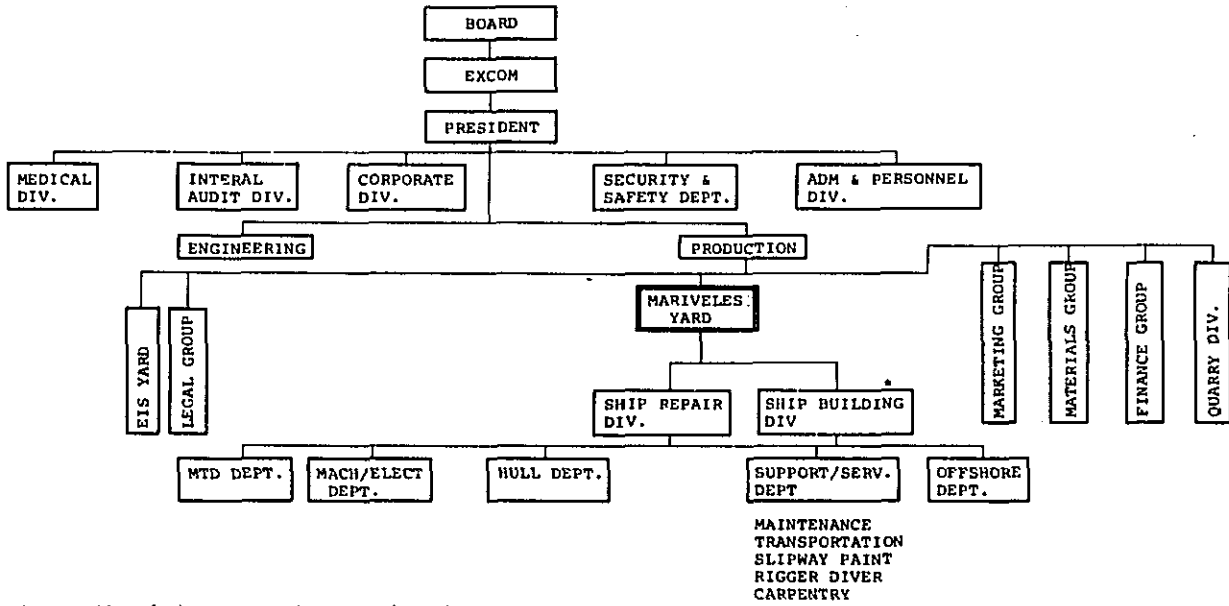 BOARD
EXCOM
PRESIDENT
MEDICAL
DIV.
INTERAL
AUDIT DIV.
CORPORATE
DIV.
SECURITY &
SAFETY DEPT.
ADM & PERSONNEL
DIV.
ENGINEERING
PRODUCTION
EIS YARD
LEGAL GROUP
MARIVELES
YARD
MARKETING GROUP
MATERIALS GROUP
FINANCE GROUP
QUARRY DIV.
SHIP REPAIR
DIV.
*
SHIP BUILDING
DIV
MTD DEPT.
MACH/ELECT
DEPT.
HULL DEPT.
SUPPORT/SERV.
DEPT
OFFSHORE
DEPT.
MAINTENANCE
TRANSPORTATION
SLIPWAY PAINT
RIGGER DIVER
CARPENTRY